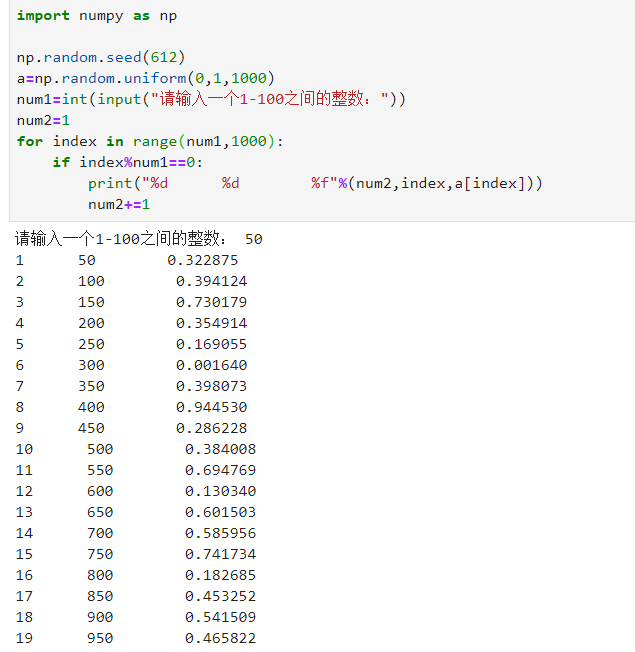 import numpy as np
np.random.seed(612)
a=np.random.uniform(0,1,1000)
num1=int(input("请输入一个1-100之间的整数："))
num2=1
for index in range(num1,1000):
    if index%num1==0:
        print("%d      %d        %f"%(num2,index,a[index]))
        num2+=1
请输入一个1-100之间的整数： 50
1      50        0.322875
2      100        0.394124
3      150        0.730179
4      200        0.354914
5      250        0.169055
6      300        0.001640
7      350        0.398073
8      400        0.944530
9      450        0.286228
10      500        0.384008
11      550        0.694769
12      600        0.130340
13      650        0.601503
14      700        0.585956
15      750        0.741734
16      800        0.182685
17      850        0.453252
18      900        0.541509
19      950        0.465822